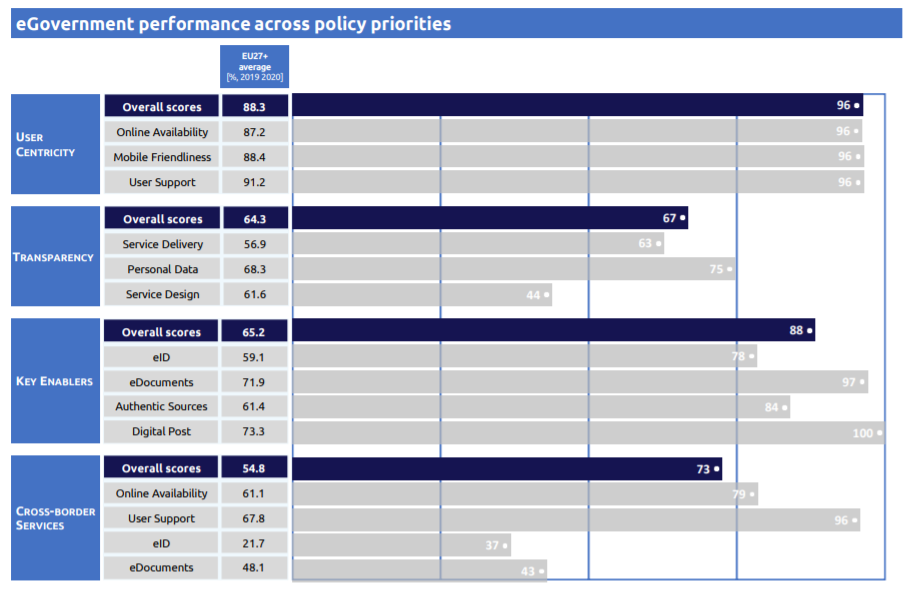 eGovernment performance across policy priorities
EU27+
average
[%, 2019 2020]
USER
CENTRICITY
Overall scores 88.3 96
Online Availability 87.2 96
Mobile Friendliness 88.4 96
User Support 91.2 96
TRANSPARENCY
Overall scores 64.3 67
Service Delivery 56.9 63
Personal Data 68.3 75
Service Design 61.6 44
KEY ENABLERS
Overall scores 65.2 88
eID 59.1 78
eDocuments 71.9 97
Authentic Sources 61.4 84
Digital Post 73.3 100
CROSS-BORDER
SERVICES
Overall scores 54.8 73
Online Availability 61.1 79
User Support 67.8 96
eID 21.7 37
eDocuments 48.1 43